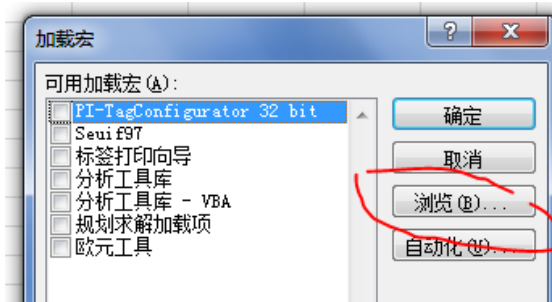 加载宏
可用加载宏(A):
PI-TagConfigurator 32 bit
Seuif97
标签打印向导
分析工具库
分析工具库 - VBA
规划求解加载项
欧元工具
确定
取消
浏览(B)...
自动化(U)...